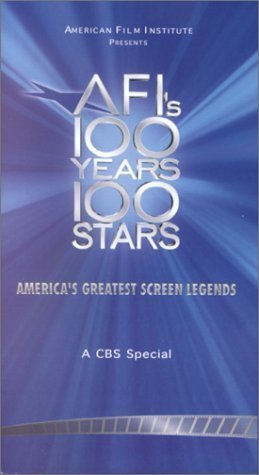 AMERICAN FILM INSTITUTE
PRESENTS
AFI's
100
YEARS
100
STARS
AMERICA'S GREATEST SCREEN LEGENDS
A CBS Special